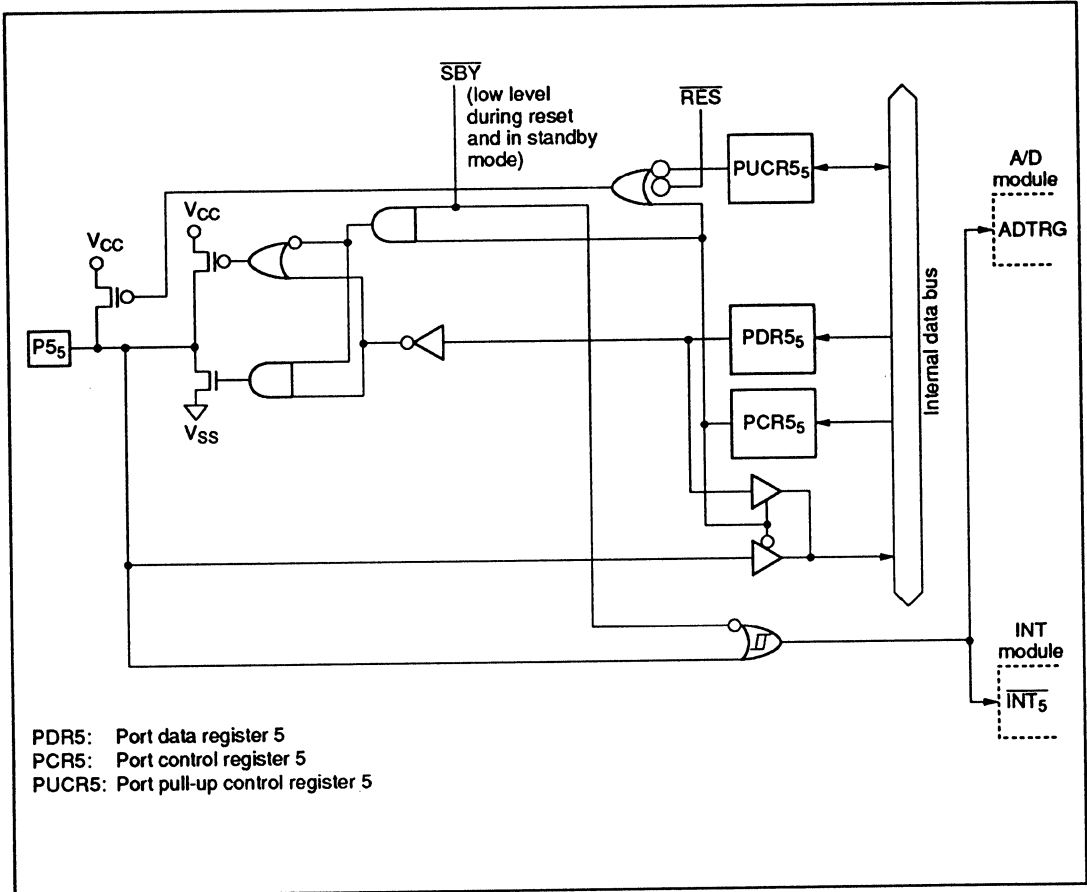 SBY
(low level
during reset
and in standby
mode)
RES
PUCR5₅
A/D
module
ADTRG
VCC
VCC
P5₅
PDR5₅
Internal data bus
PCR5₅
VSS
INT
module
INT₅
PDR5: Port data register 5
PCR5: Port control register 5
PUCR5: Port pull-up control register 5